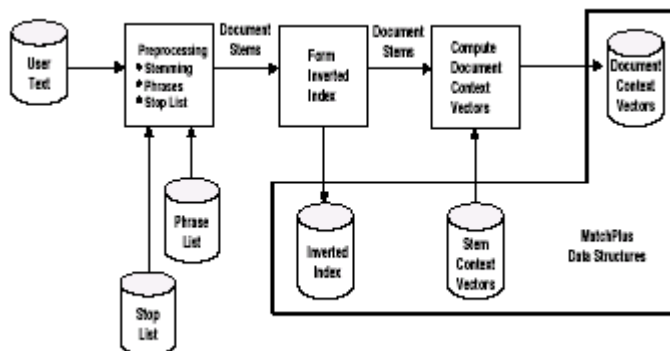 User
Text
Preprocessing
Stemming
Phrases
Stop List
Document
Stems
Form
Inverted
Index
Document
Stems
Compute
Document
Context
Vectors
Document
Context
Vectors
Phrase
List
Stop
List
Inverted
Index
Stem
Context
Vectors
MatchPlus
Data Structures